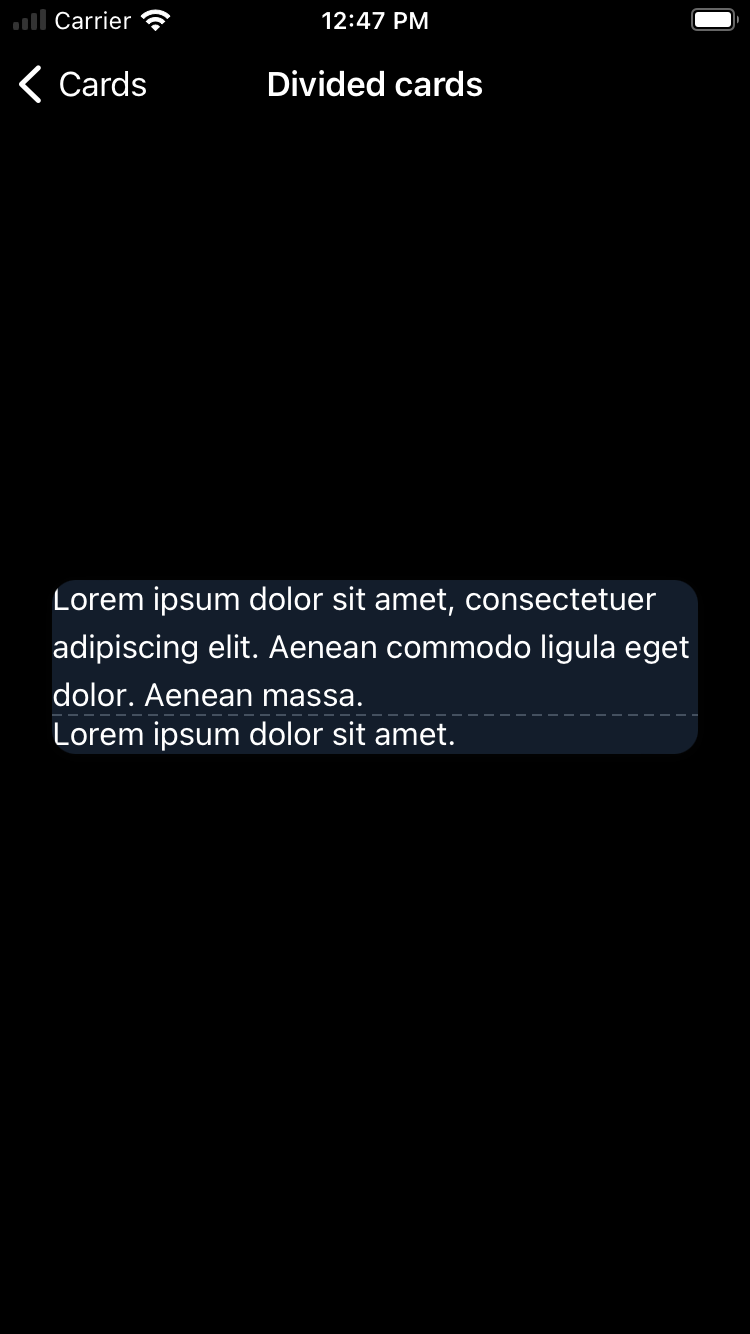 Carrier 12:47 PM
Cards Divided cards
Lorem ipsum dolor sit amet, consectetuer
adipiscing elit. Aenean commodo ligula eget
dolor. Aenean massa.
Lorem ipsum dolor sit amet.